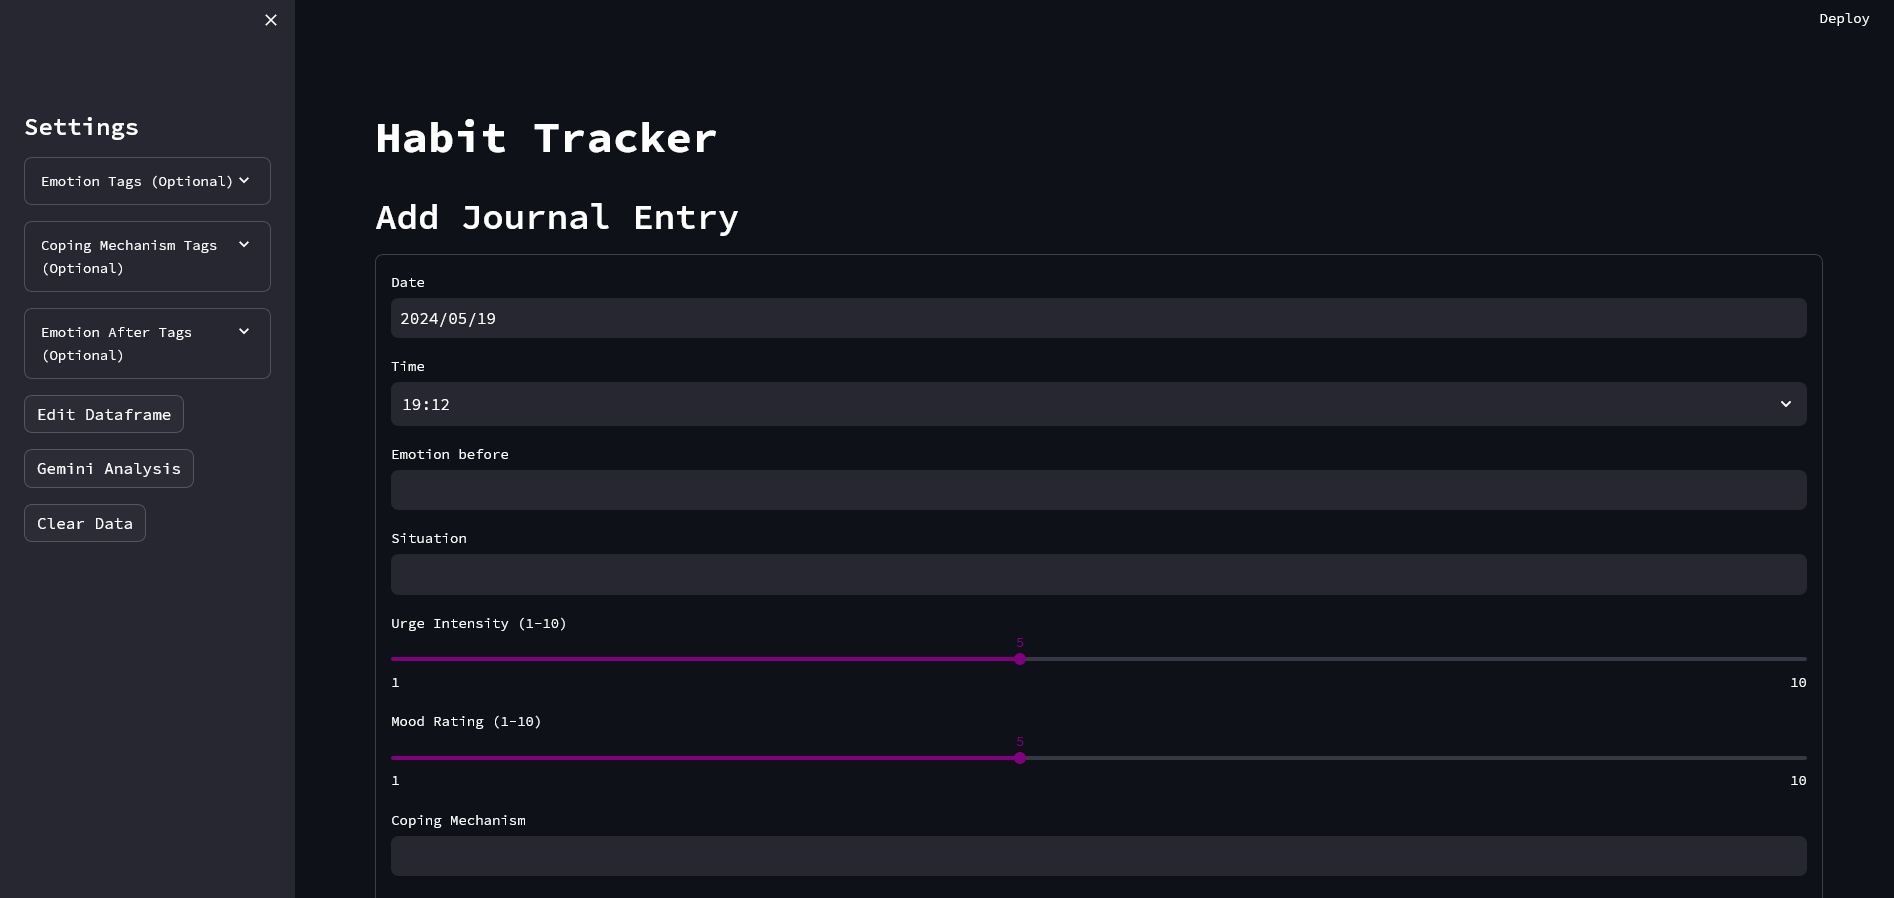 Deploy
Settings
Emotion Tags (Optional)
Coping Mechanism Tags
(Optional)
Emotion After Tags
(Optional)
Edit Dataframe
Gemini Analysis
Clear Data
Habit Tracker
Add Journal Entry
Date
2024/05/19
Time
19:12
Emotion before
Situation
Urge Intensity (1-10)
5
1 10
Mood Rating (1-10)
5
1 10
Coping Mechanism